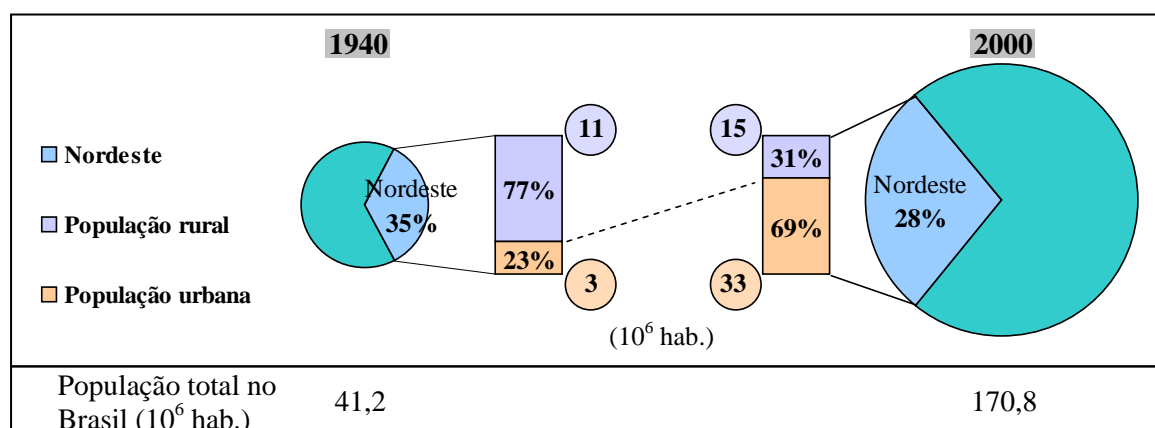 1940
2000
11
15
Nordeste
77%
31%
Nordeste
35%
Nordeste
28%
População rural
69%
23%
População urbana
3
33
(10⁶ hab.)
População total no
Brasil (10⁶ hab.)
41,2
170,8